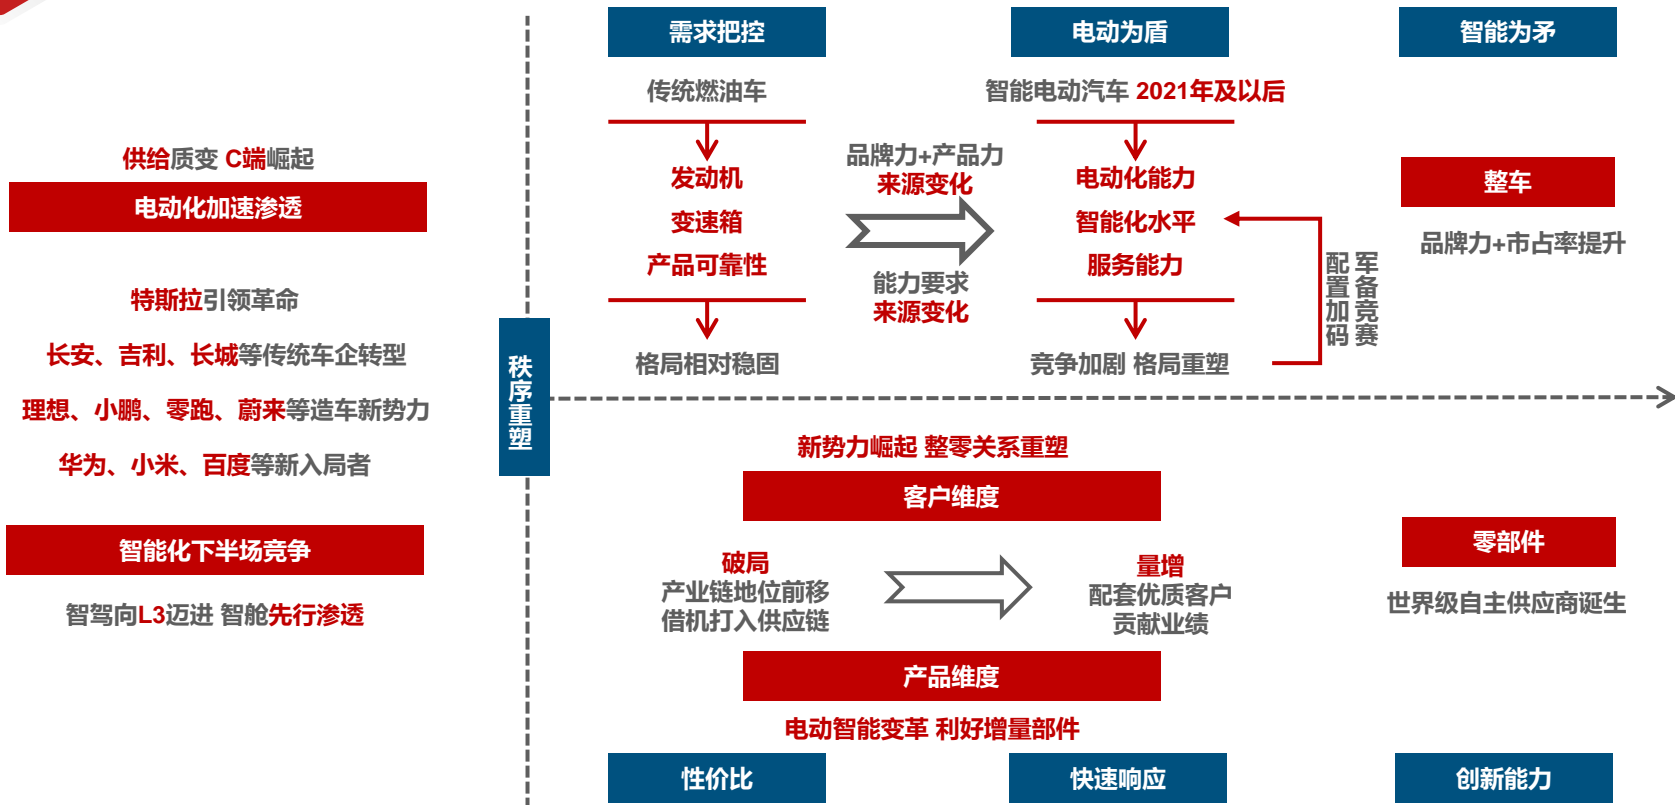 供给质变 C端崛起
电动化加速渗透
特斯拉引领革命
长安、吉利、长城等传统车企转型
理想、小鹏、零跑、蔚来等造车新势力
华为、小米、百度等新入局者
智能化下半场竞争
智驾向L3迈进 智舱先行渗透
秩序重塑
需求把控
电动为盾
智能为矛
传统燃油车
智能电动汽车 2021年及以后
发动机
变速箱
产品可靠性
格局相对稳固
品牌力+产品力
来源变化
能力要求
来源变化
电动化能力
智能化水平
服务能力
竞争加剧 格局重塑
军备竞赛
配置加码
整车
品牌力+市占率提升
新势力崛起 整零关系重塑
客户维度
破局
产业链地位前移
借机打入供应链
量增
配套优质客户
贡献业绩
产品维度
电动智能变革 利好增量部件
零部件
世界级自主供应商诞生
性价比
快速响应
创新能力